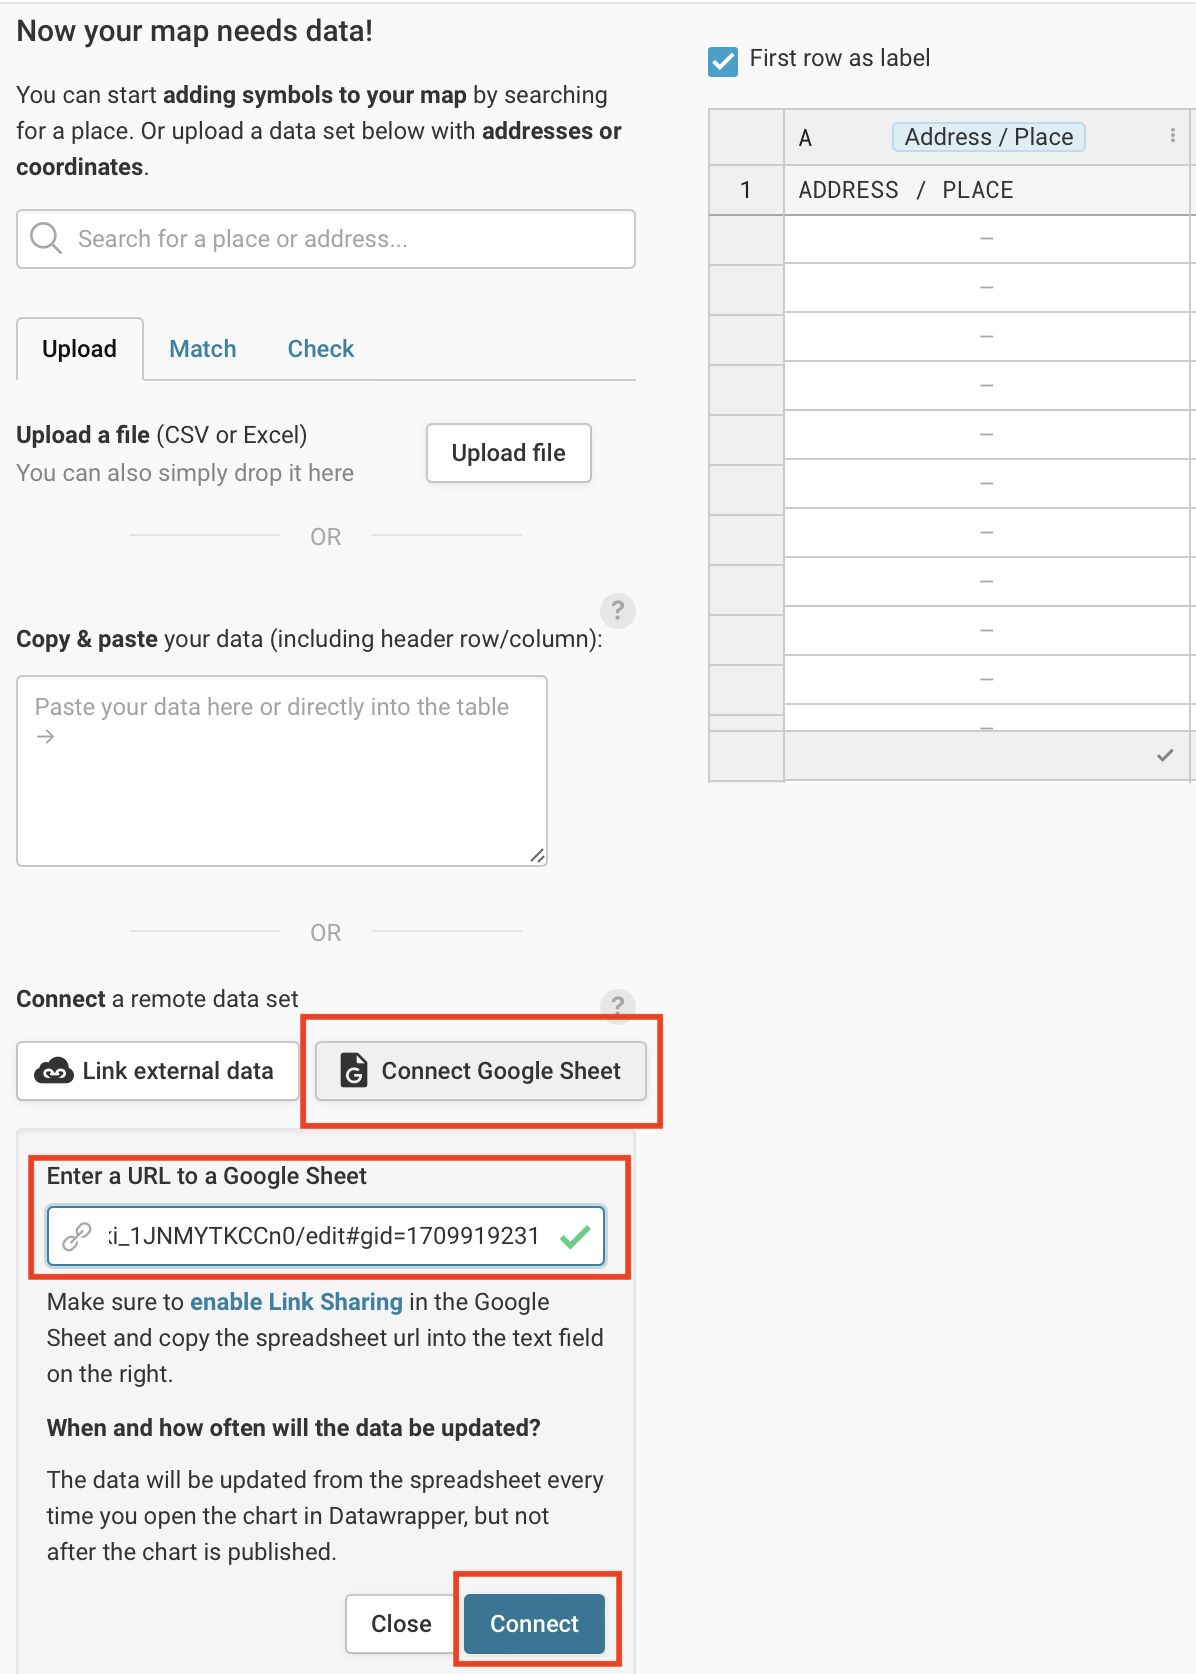 Now your map needs data!
You can start adding symbols to your map by searching
for a place. Or upload a data set below with addresses or
coordinates.
Search for a place or address...
Upload Match Check
Upload a file (CSV or Excel)
You can also simply drop it here
Upload file
OR
?
Copy & paste your data (including header row/column):
Paste your data here or directly into the table
→
OR
Connect a remote data set
?
Link external data
G Connect Google Sheet
Enter a URL to a Google Sheet
i_1JNMYTKCCn0/edit#gid=1709919231
Make sure to enable Link Sharing in the Google
Sheet and copy the spreadsheet url into the text field
on the right.
When and how often will the data be updated?
The data will be updated from the spreadsheet every
time you open the chart in Datawrapper, but not
after the chart is published.
Close Connect
First row as label
A Address / Place
1 ADDRESS / PLACE
–
–
–
–
–
–
–
–
–
–
–